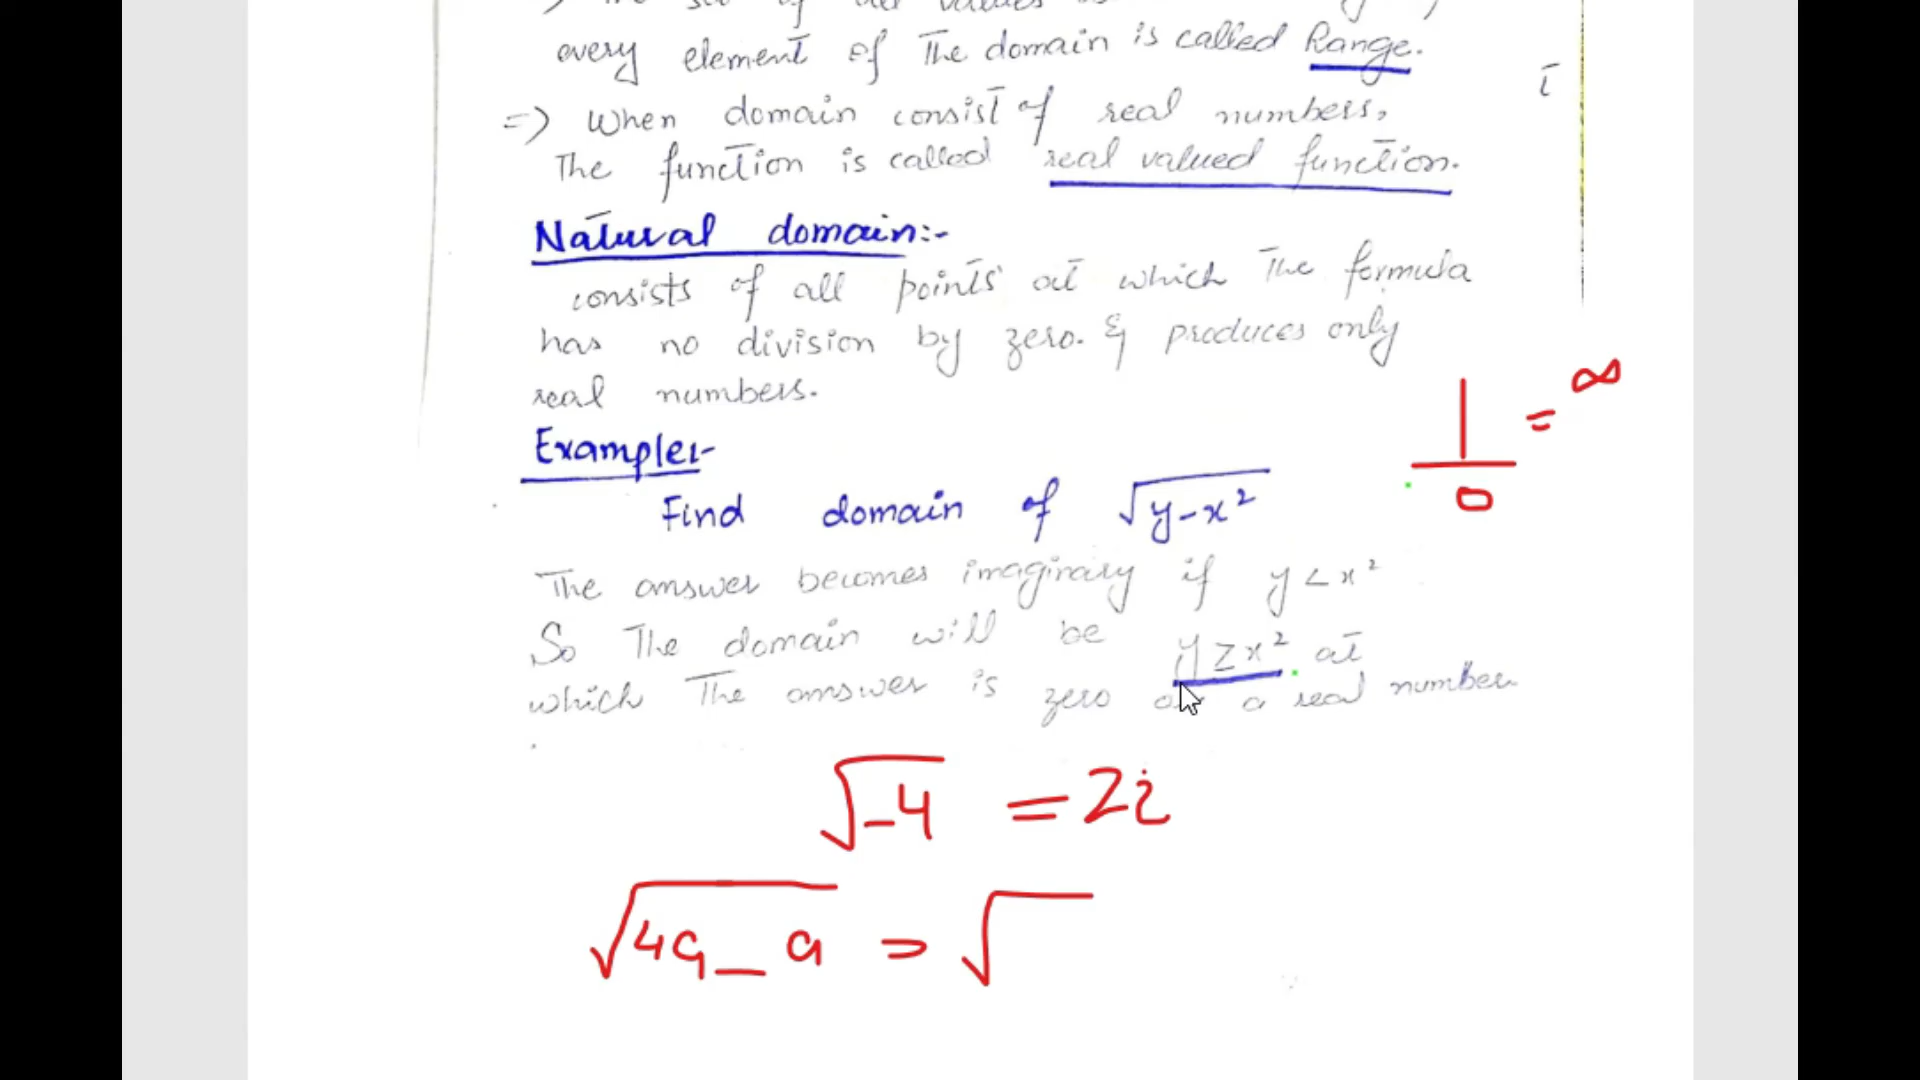 every element of The domain is called Range.
=> When domain consist of real numbers,
The function is called real valued function.
Natural domain:-
consists of all points at which The formula
has no division by zero. & produces only
real numbers.
1/0 = ∞
Example:-
Find domain of √y-x²
The answer becomes imaginary if y < x²
So The domain will be y ≥ x² at
which The answer is zero or a real number
√-4 = 2i